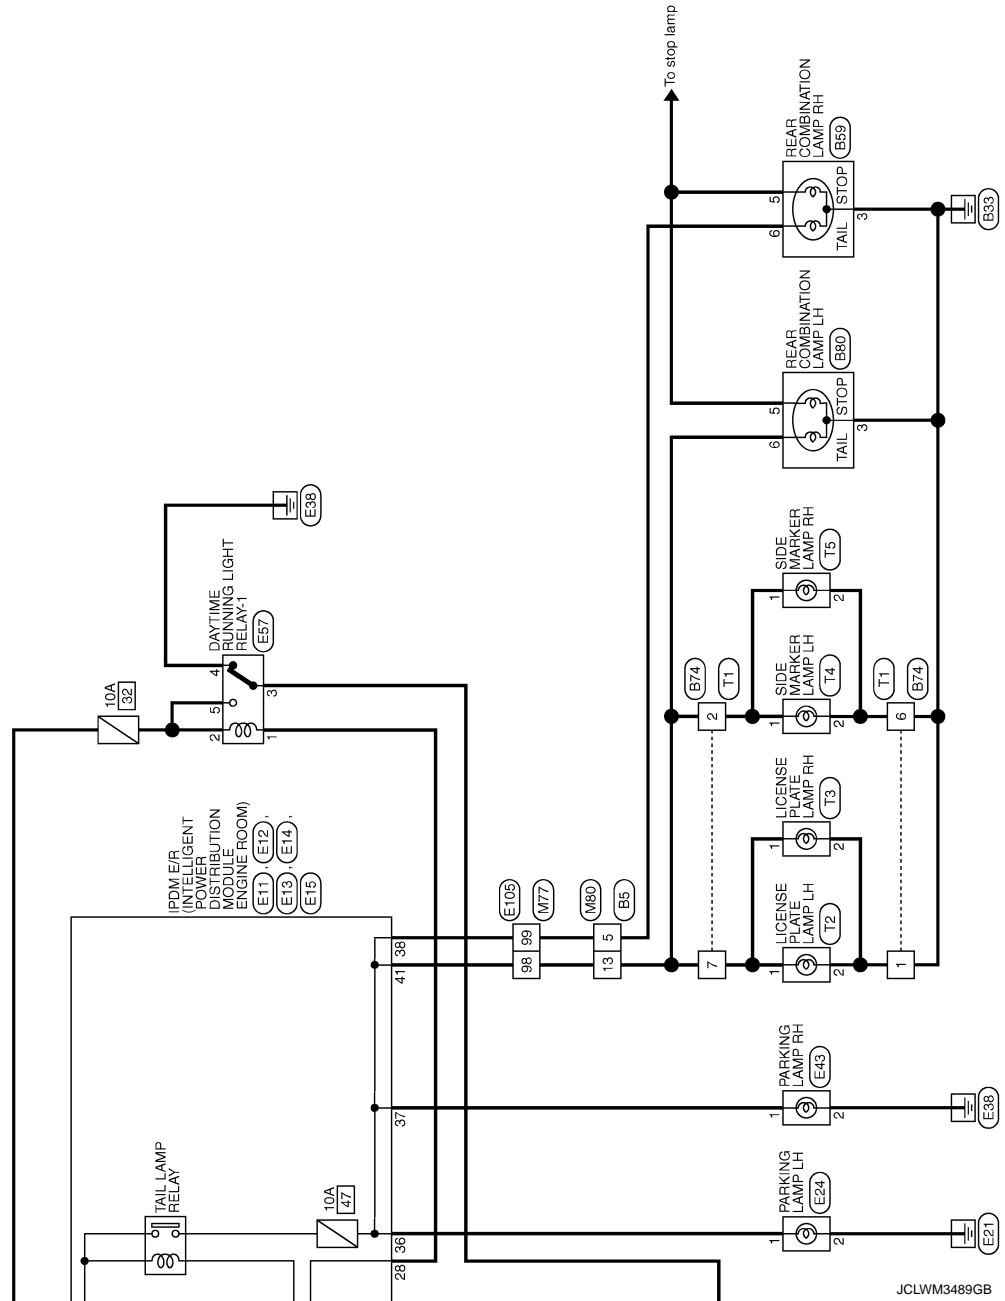 To stop lamp
REAR
COMBINATION
LAMP RH
B59
5
6
STOP
TAIL
3
B33
REAR
COMBINATION
LAMP LH
B80
5
6
STOP
TAIL
3
E38
DAYTIME
RUNNING LIGHT
RELAY-1
E57
10A
32
4
5
2
3
1
SIDE
MARKER
LAMP RH
T5
1
2
SIDE
MARKER
LAMP LH
T4
B74
T1
2
T1
B74
6
LICENSE
PLATE
LAMP RH
T3
1
2
LICENSE
PLATE
LAMP LH
T2
7
1
2
1
IPDM E/R
(INTELLIGENT
POWER
DISTRIBUTION
MODULE
ENGINE ROOM)
E11 , E12 ,
E13 , E14 ,
E15
E105
M77
M80
B5
38
99
5
41
98
13
37
PARKING
LAMP RH
E43
1
2
E38
TAIL LAMP
RELAY
10A
47
36
28
PARKING
LAMP LH
E24
1
2
E21
JCLWM3489GB